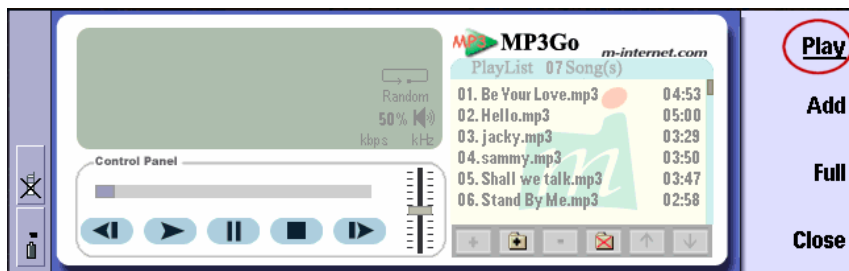 Random
50%
kbps kHz
Control Panel
MP3 MP3Go m-internet.com
PlayList 07 Song(s)
01. Be Your Love.mp3 04:53
02. Hello.mp3 05:00
03. jacky.mp3 03:29
04. sammy.mp3 03:50
05. Shall we talk.mp3 03:47
06. Stand By Me.mp3 02:58
Play
Add
Full
Close